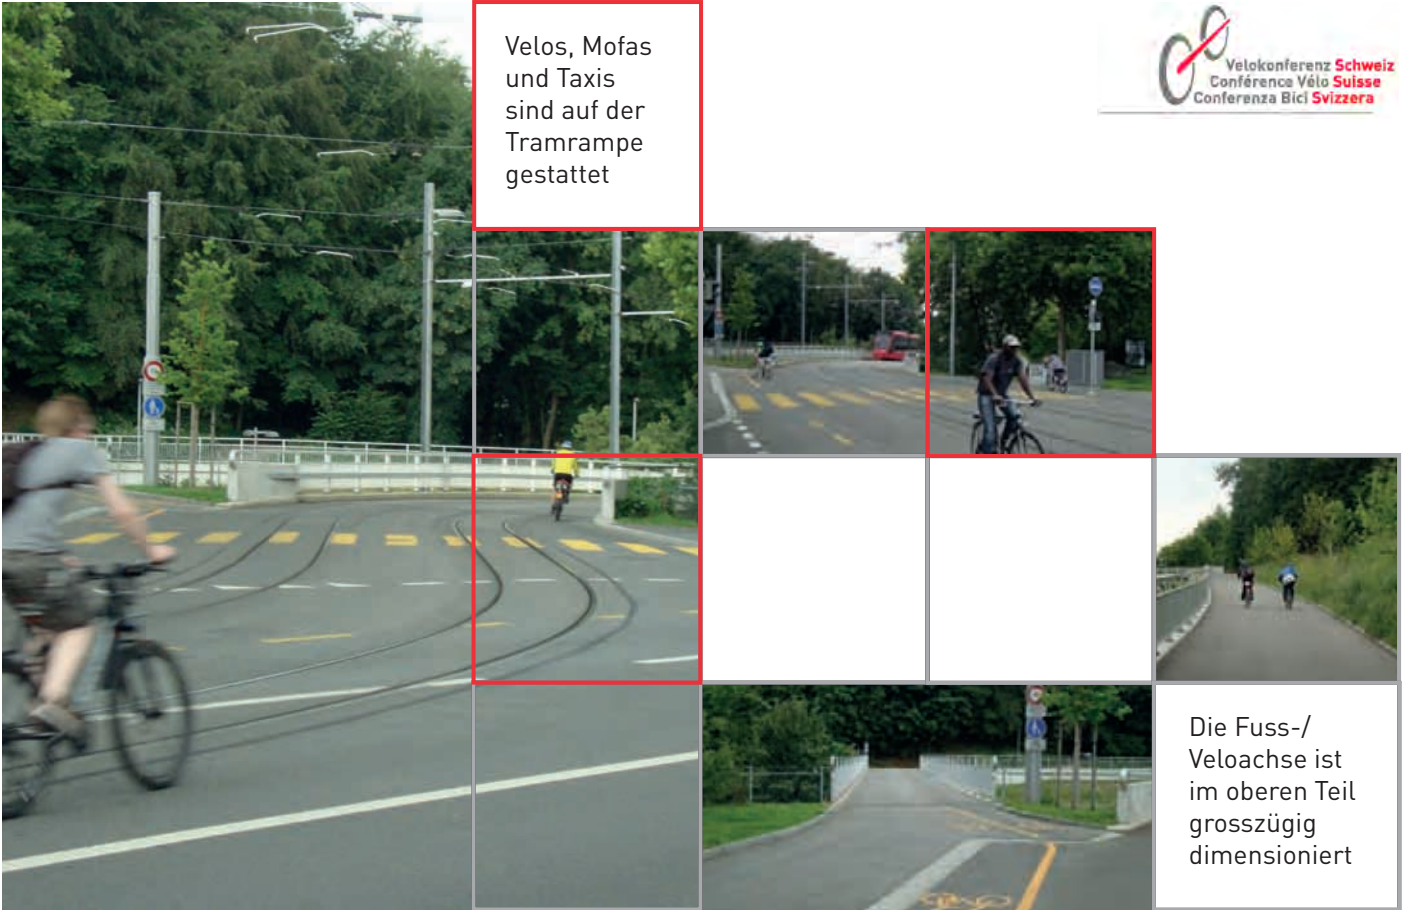 Velos, Mofas
und Taxis
sind auf der
Tramrampe
gestattet
Velokonferenz Schweiz
Conférence Vélo Suisse
Conferenza Bici Svizzera
Die Fuss-/
Veloachse ist
im oberen Teil
grosszügig
dimensioniert